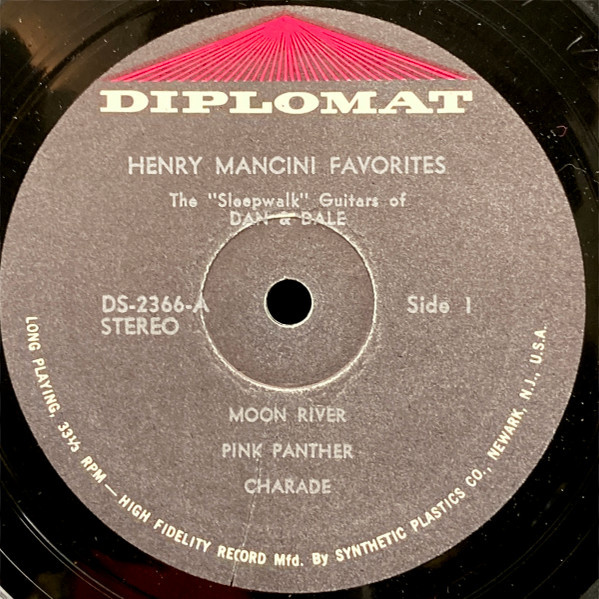 DIPLOMAT
HENRY MANCINI FAVORITES
The "Sleepwalk" Guitars of
DAN & DALE
DS-2366-A
STEREO
Side 1
MOON RIVER
PINK PANTHER
CHARADE
LONG PLAYING, 33⅓ RPM — HIGH FIDELITY RECORD Mfd. By SYNTHETIC PLASTICS CO., NEWARK, N.J., U.S.A.